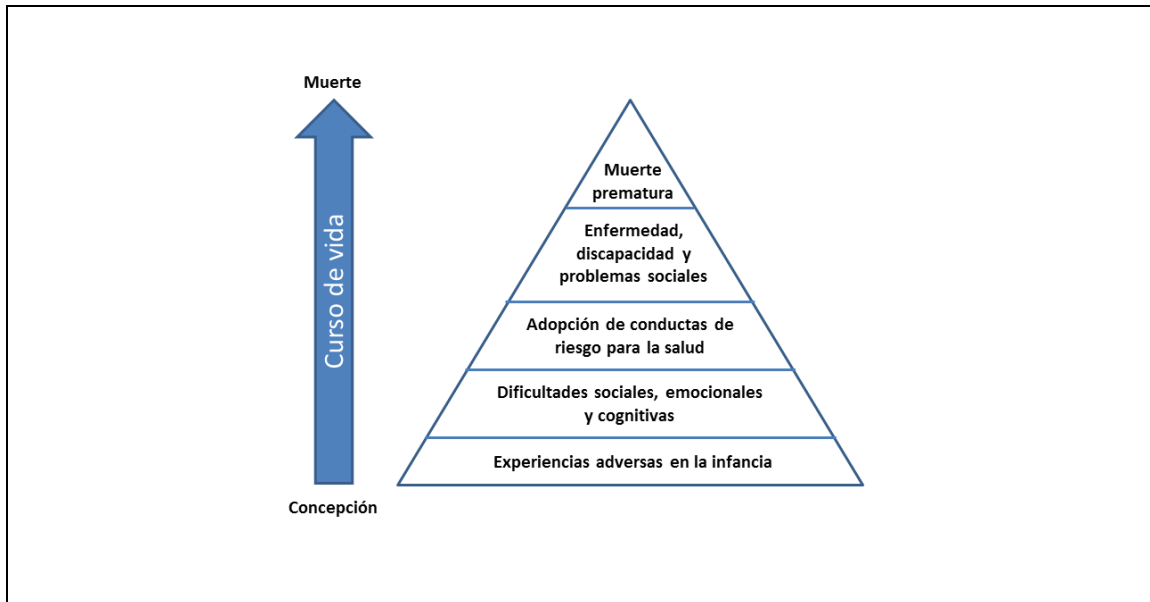 Muerte
Curso de vida
Concepción
Muerte
prematura
Enfermedad,
discapacidad y
problemas sociales
Adopción de conductas de
riesgo para la salud
Dificultades sociales, emocionales
y cognitivas
Experiencias adversas en la infancia